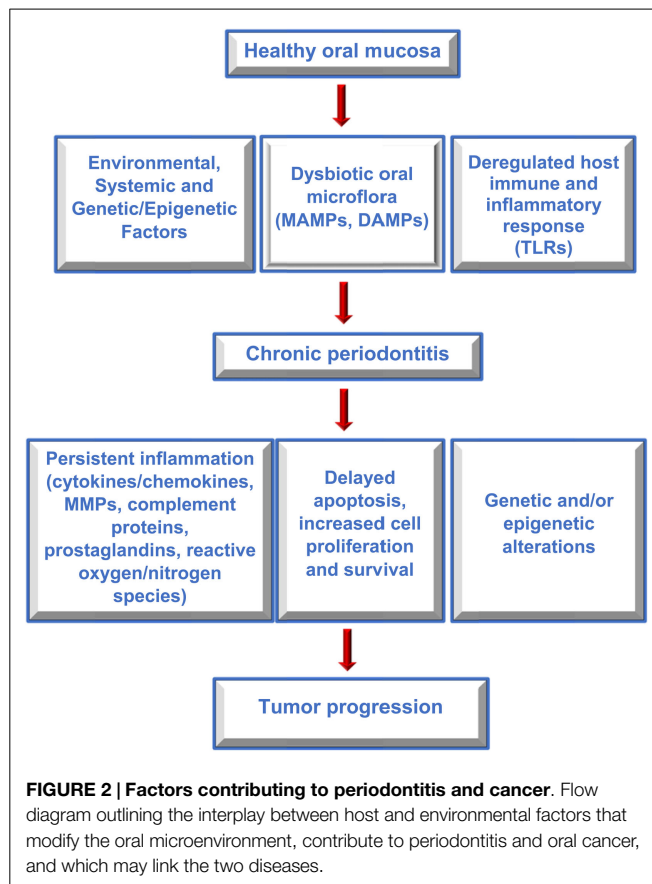 Healthy oral mucosa
Environmental,
Systemic and
Genetic/Epigenetic
Factors
Dysbiotic oral
microflora
(MAMPs, DAMPs)
Deregulated host
immune and
inflammatory
response
(TLRs)
Chronic periodontitis
Persistent inflammation
(cytokines/chemokines,
MMPs, complement
proteins,
prostaglandins, reactive
oxygen/nitrogen
species)
Delayed
apoptosis,
increased cell
proliferation
and survival
Genetic and/or
epigenetic
alterations
Tumor progression
FIGURE 2 | Factors contributing to periodontitis and cancer. Flow
diagram outlining the interplay between host and environmental factors that
modify the oral microenvironment, contribute to periodontitis and oral cancer,
and which may link the two diseases.